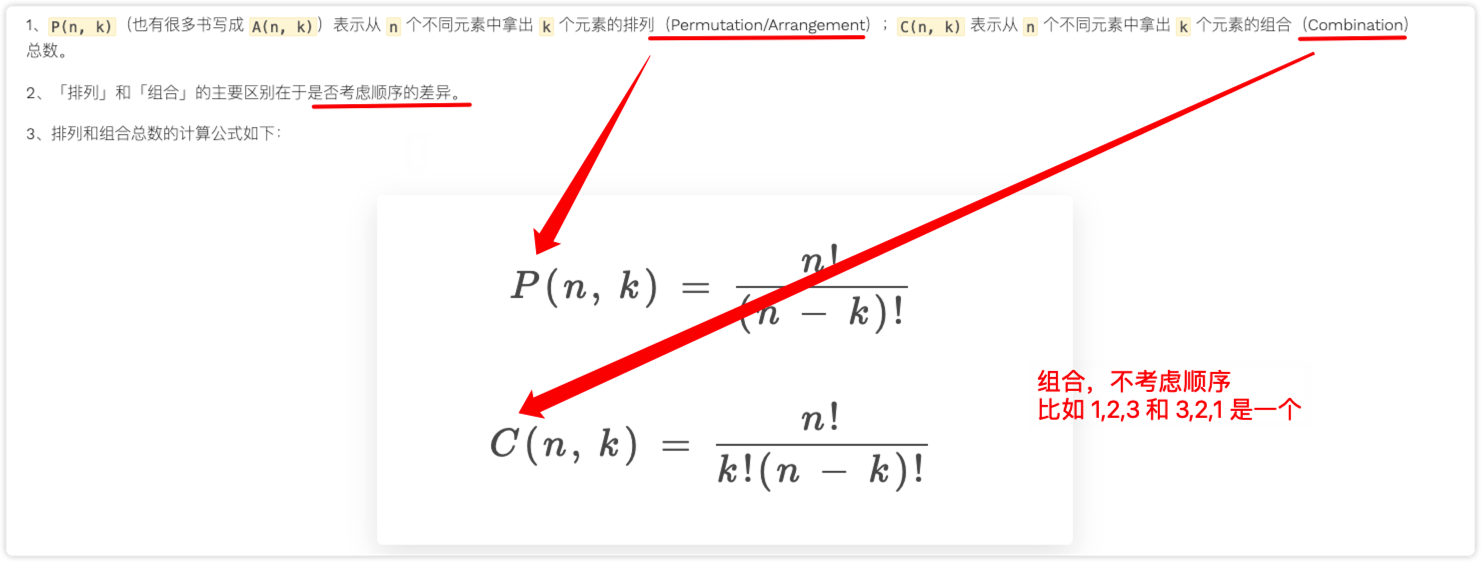 1、P(n, k)（也有很多书写成 A(n, k)）表示从 n 个不同元素中拿出 k 个元素的排列（Permutation/Arrangement）；C(n, k) 表示从 n 个不同元素中拿出 k 个元素的组合（Combination）
总数。
2、「排列」和「组合」的主要区别在于是否考虑顺序的差异。
3、排列和组合总数的计算公式如下：
P(n, k) = n! / (n − k)!
组合，不考虑顺序
比如 1,2,3 和 3,2,1 是一个
C(n, k) = n! / k!(n − k)!